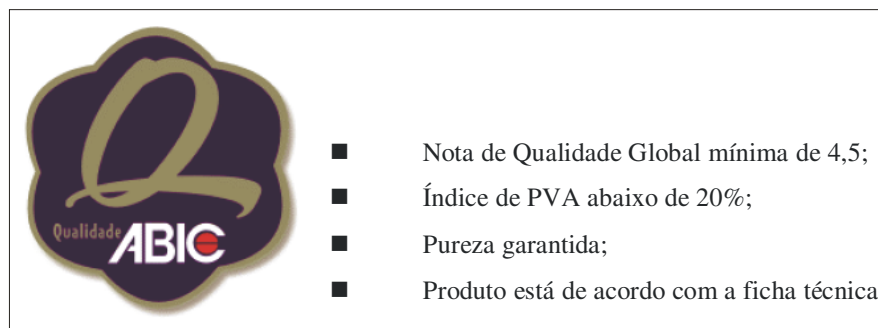 Q
Qualidade ABIC
Nota de Qualidade Global mínima de 4,5;
Índice de PVA abaixo de 20%;
Pureza garantida;
Produto está de acordo com a ficha técnica